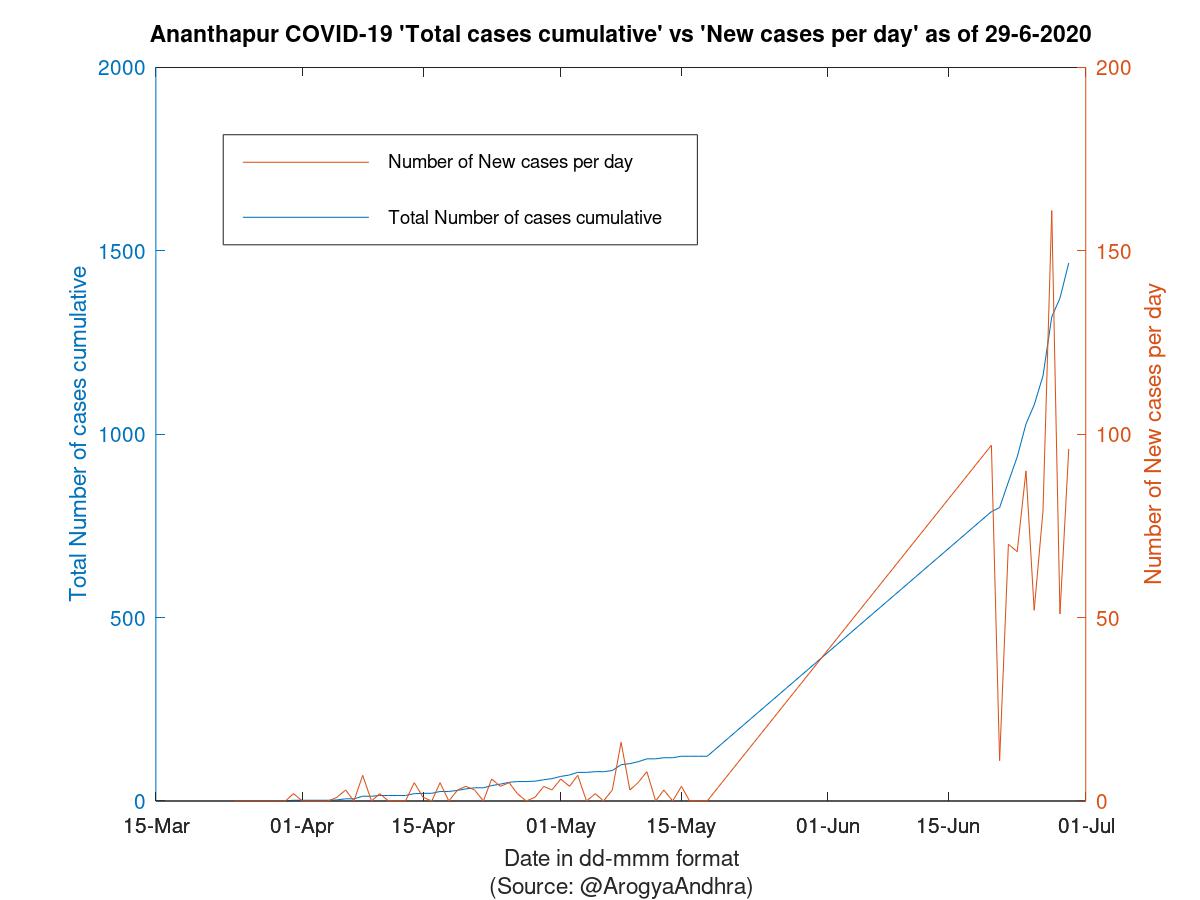 Ananthapur COVID-19 'Total cases cumulative' vs 'New cases per day' as of 29-6-2020
2000
200
Number of New cases per day
Total Number of cases cumulative
1500
150
Total Number of cases cumulative
Number of New cases per day
1000
100
500
50
0
0
15-Mar 01-Apr 15-Apr 01-May 15-May 01-Jun 15-Jun 01-Jul
Date in dd-mmm format
(Source: @ArogyaAndhra)